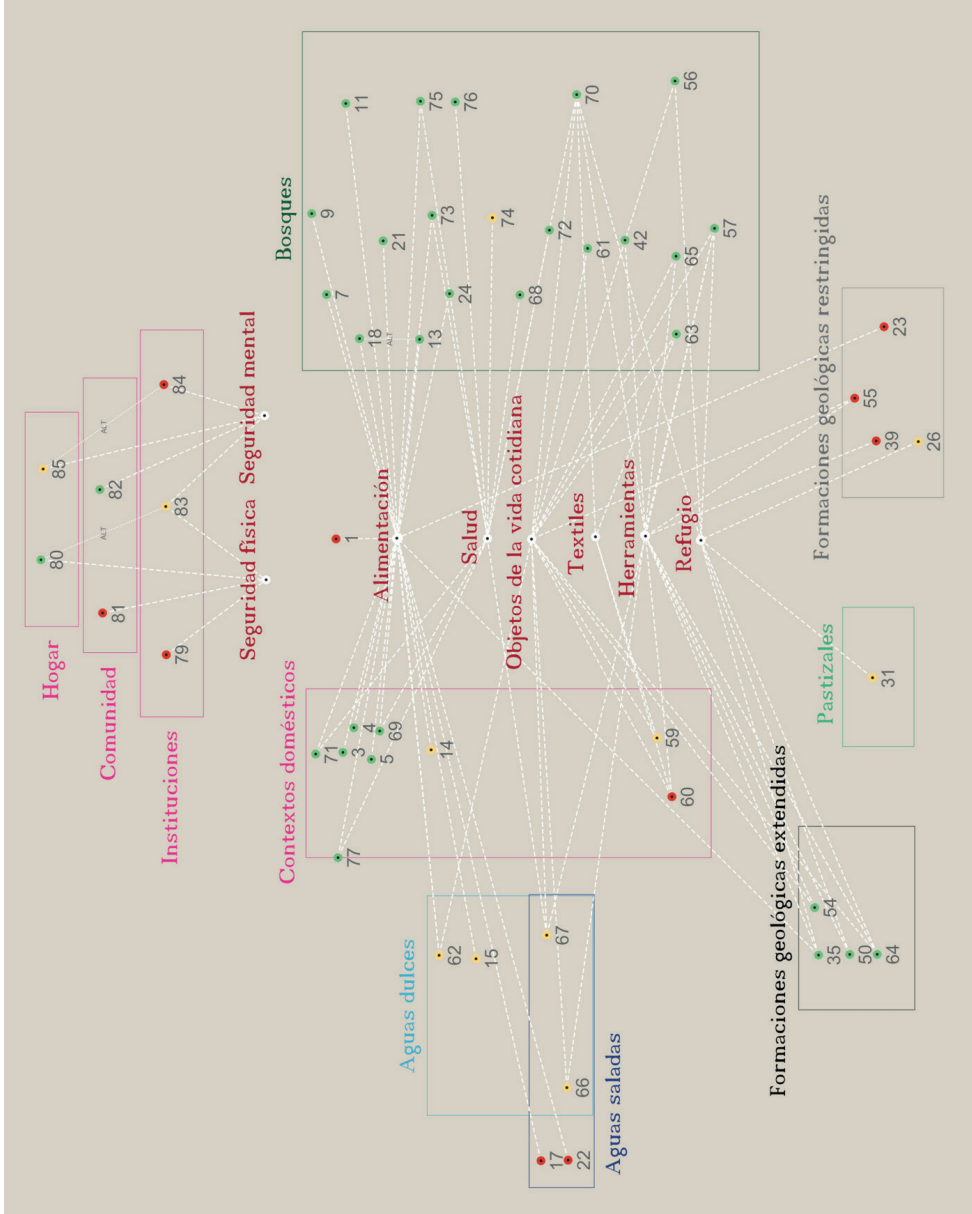 Hogar
80
85
Comunidad
81
ALT
82
ALT
Instituciones
79
83
84
Seguridad física
Seguridad mental
Contextos domésticos
Bosques
71
9
7
77
1
3
11
4
18
Alimentación
5
ALT
69
21
Aguas dulces
13
75
14
73
62
24
Salud
76
15
74
Objetos de la vida cotidiana
68
17
67
72
Textiles
22
66
70
61
Aguas saladas
Herramientas
42
59
60
Refugio
63
65
56
57
Formaciones geológicas extendidas
Pastizales
Formaciones geológicas restringidas
54
35
50
55
31
64
39
23
26